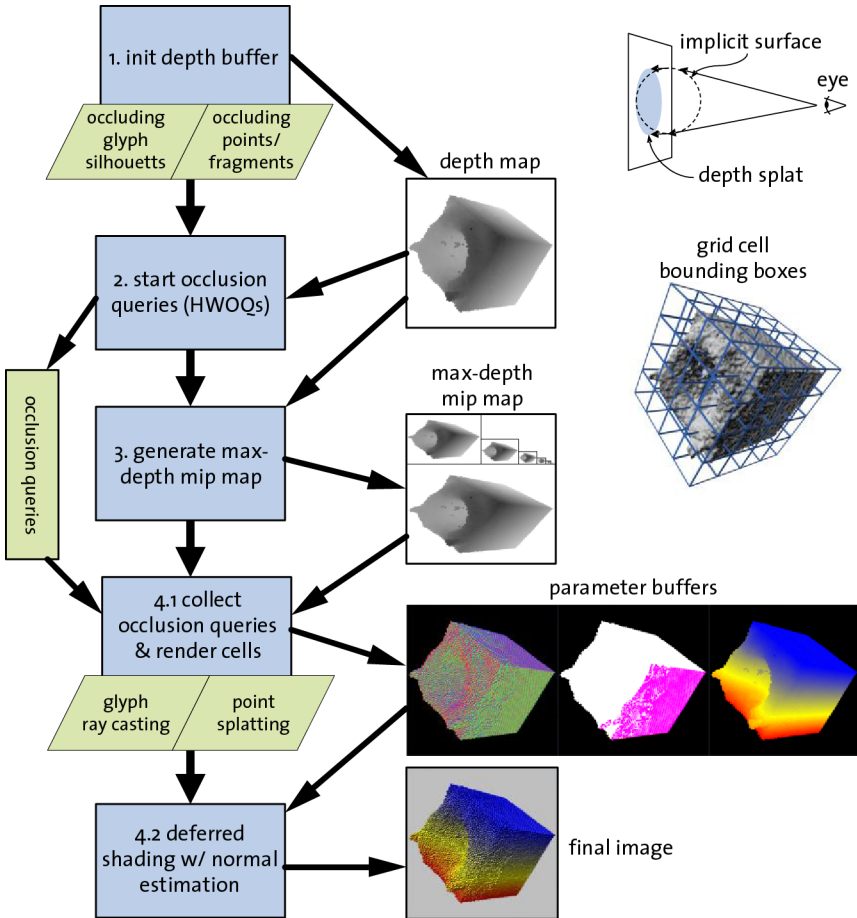 1. init depth buffer
occluding
glyph
silhouetts
occluding
points/
fragments
depth map
implicit surface
eye
depth splat
2. start occlusion
queries (HWOQs)
grid cell
bounding boxes
occlusion queries
max-depth
mip map
3. generate max-
depth mip map
4.1 collect
occlusion queries
& render cells
parameter buffers
glyph
ray casting
point
splatting
4.2 deferred
shading w/ normal
estimation
final image